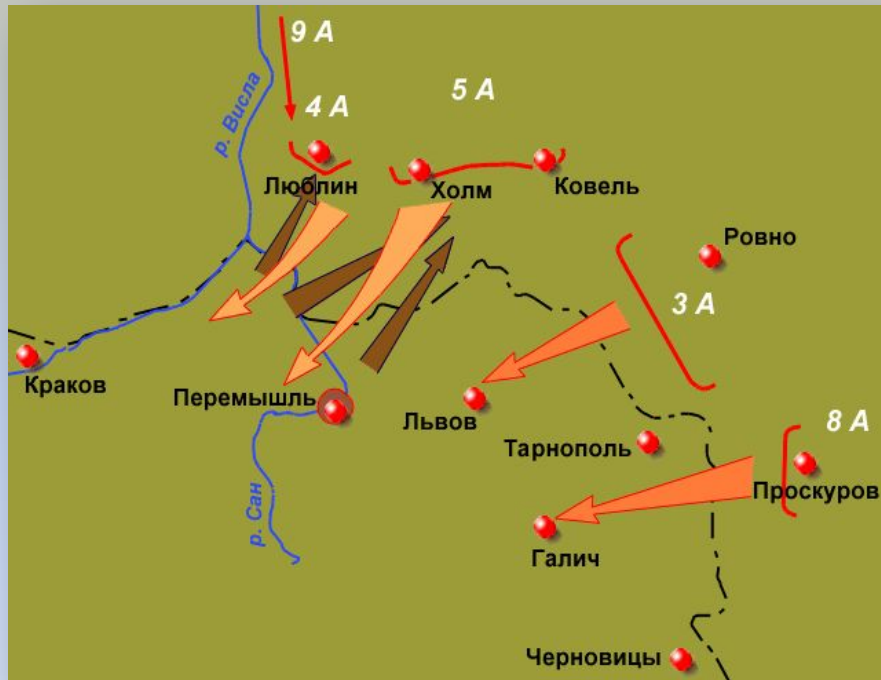 9 А
5 А
4 А
р. Висла
Люблин
Холм
Ковель
Ровно
3 А
Краков
Перемышль
Львов
8 А
Тарнополь
Проскуров
р. Сан
Галич
Черновицы